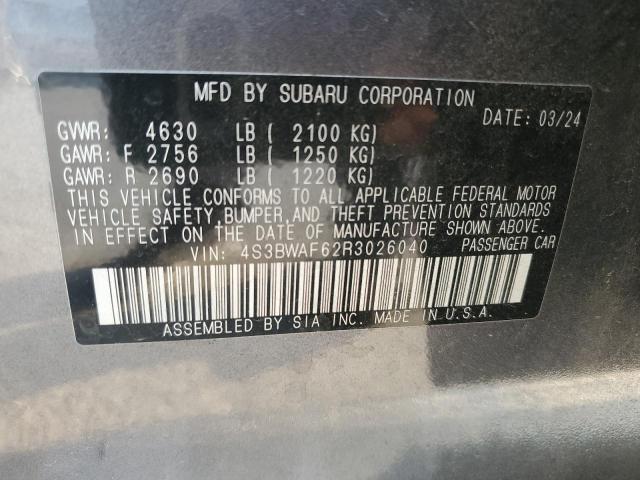 MFD BY SUBARU CORPORATION
DATE: 03/24
GVWR: 4630 LB ( 2100 KG)
GAWR: F 2756 LB ( 1250 KG)
GAWR: R 2690 LB ( 1220 KG)
THIS VEHICLE CONFORMS TO ALL APPLICABLE FEDERAL MOTOR
VEHICLE SAFETY,BUMPER,AND THEFT PREVENTION STANDARDS
IN EFFECT ON THE DATE OF MANUFACTURE SHOWN ABOVE.
VIN: 4S3BWAF62R3026040 PASSENGER CAR
ASSEMBLED BY SIA INC. MADE IN U.S.A.